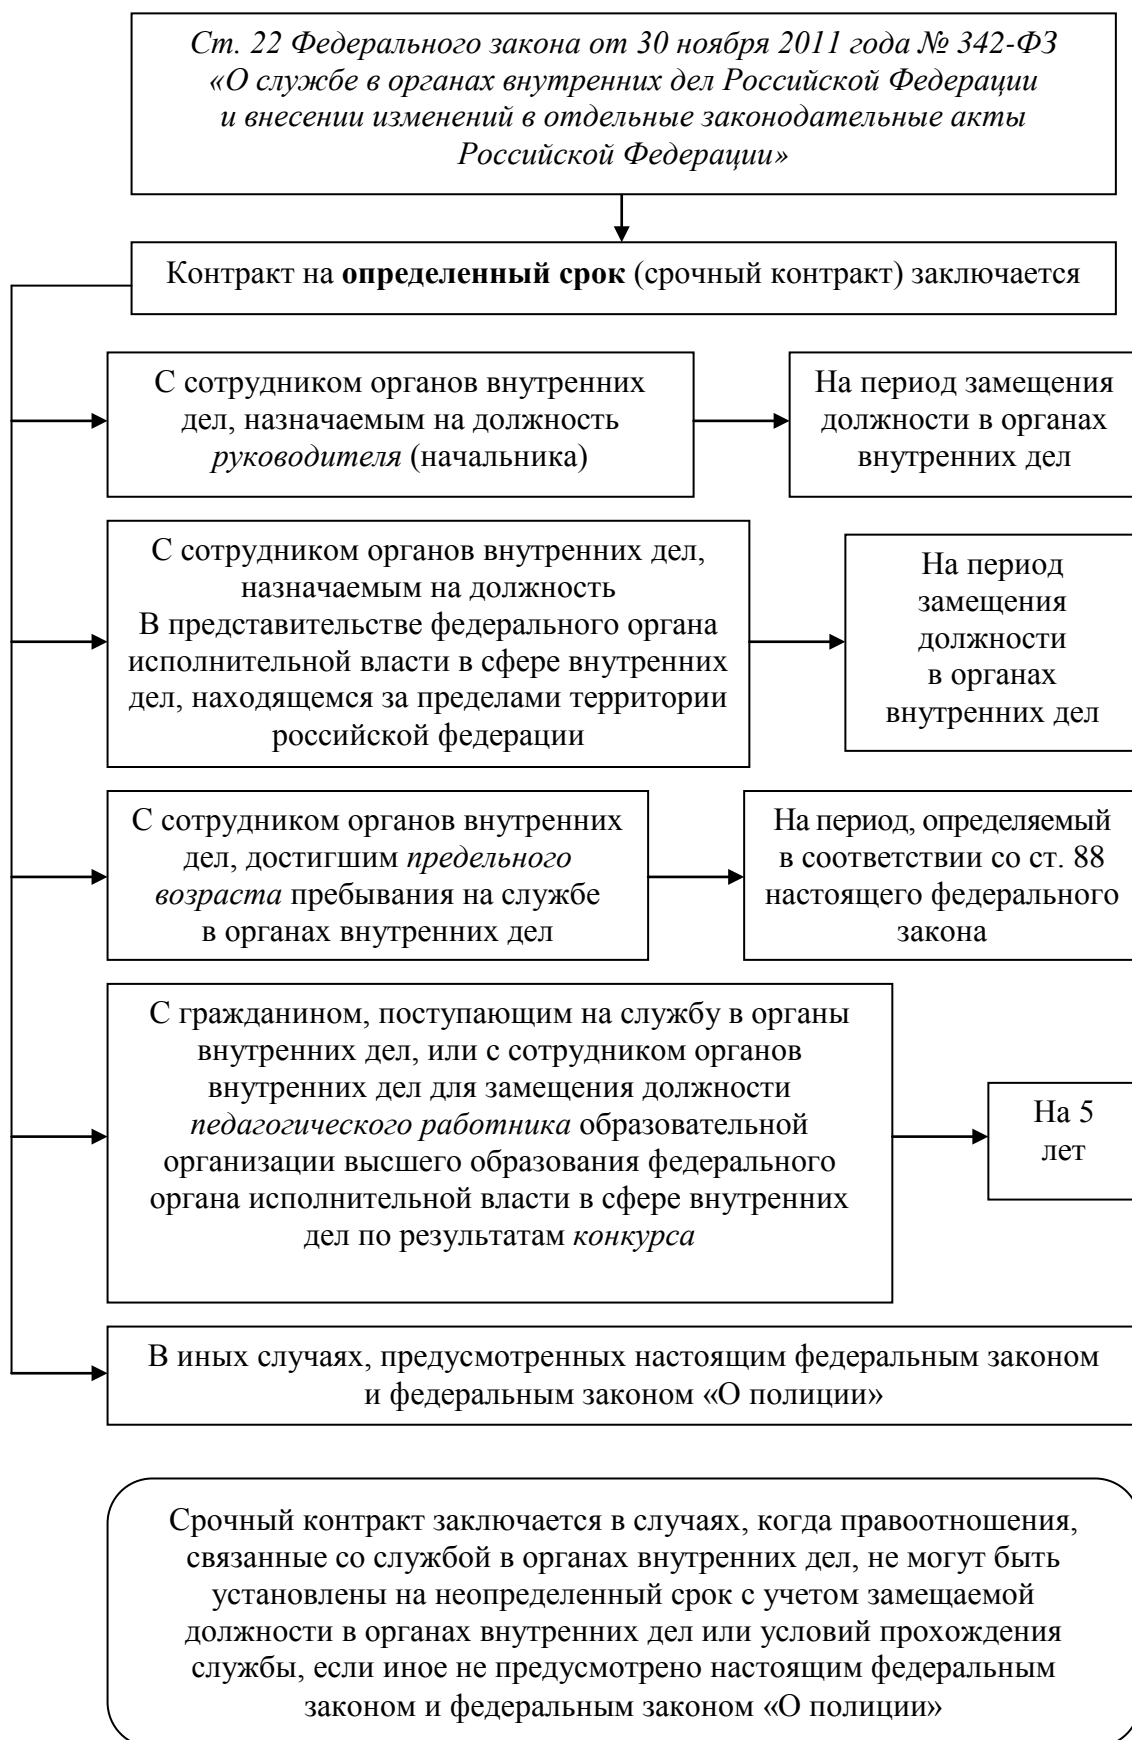 Ст. 22 Федерального закона от 30 ноября 2011 года № 342-ФЗ
«О службе в органах внутренних дел Российской Федерации
и внесении изменений в отдельные законодательные акты
Российской Федерации»
Контракт на определенный срок (срочный контракт) заключается
С сотрудником органов внутренних
дел, назначаемым на должность
руководителя (начальника)
На период замещения
должности в органах
внутренних дел
С сотрудником органов внутренних дел,
назначаемым на должность
В представительстве федерального органа
исполнительной власти в сфере внутренних
дел, находящемся за пределами территории
российской федерации
На период
замещения
должности
в органах
внутренних дел
С сотрудником органов внутренних
дел, достигшим предельного
возраста пребывания на службе
в органах внутренних дел
На период, определяемый
в соответствии со ст. 88
настоящего федерального
закона
С гражданином, поступающим на службу в органы
внутренних дел, или с сотрудником органов
внутренних дел для замещения должности
педагогического работника образовательной
организации высшего образования федерального
органа исполнительной власти в сфере внутренних
дел по результатам конкурса
На 5
лет
В иных случаях, предусмотренных настоящим федеральным законом
и федеральным законом «О полиции»
Срочный контракт заключается в случаях, когда правоотношения,
связанные со службой в органах внутренних дел, не могут быть
установлены на неопределенный срок с учетом замещаемой
должности в органах внутренних дел или условий прохождения
службы, если иное не предусмотрено настоящим федеральным
законом и федеральным законом «О полиции»